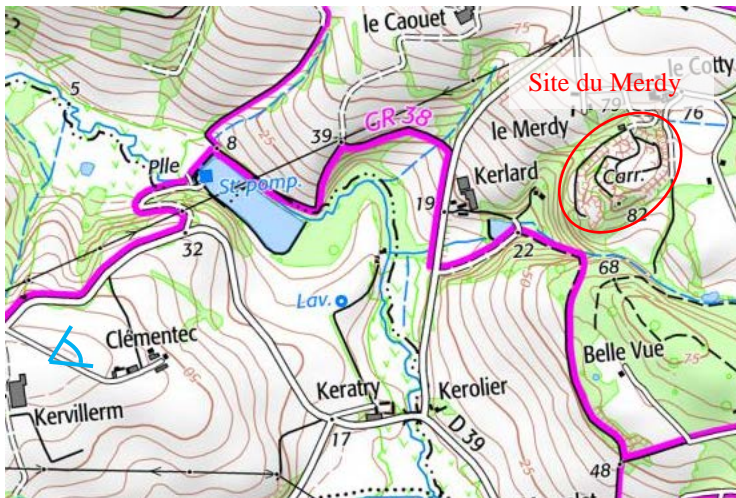 le Caouet
75
Site du Merdy
le Cotty
5
25
79
76
GR 38
39
le Merdy
8
Plle
St. pomp.
Kerlard
Carr.
19
82
32
22
50
68
Lav.
Clémentec
75
Belle Vue
50
Keratry
Kerolier
Kervillerm
17
D 39
48